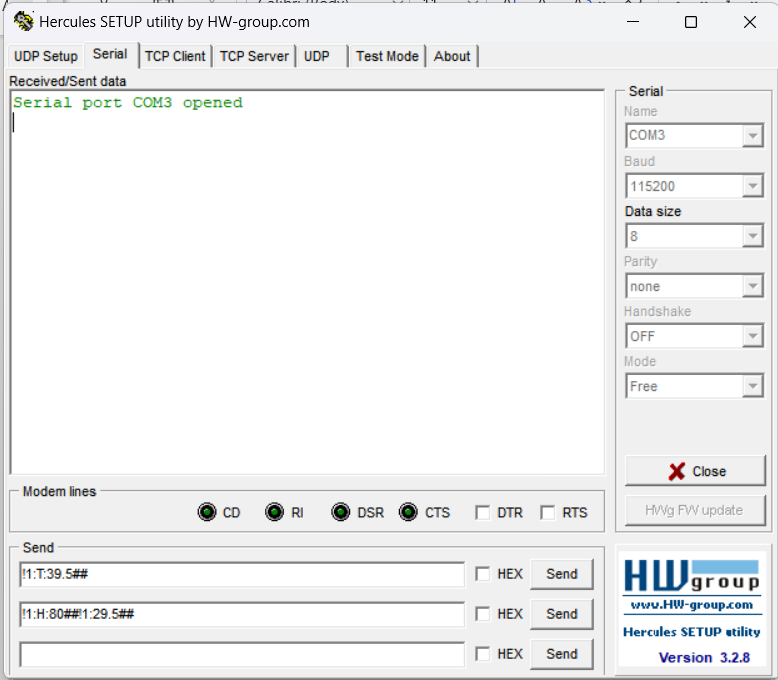 Hercules SETUP utility by HW-group.com
UDP Setup Serial TCP Client TCP Server UDP Test Mode About
Received/Sent data
Serial port COM3 opened
Serial
Name
COM3
Baud
115200
Data size
8
Parity
none
Handshake
OFF
Mode
Free
Close
HWg FW update
Modem lines
CD RI DSR CTS DTR RTS
Send
!1:T:39.5## HEX Send
!1:H:80##!1:29.5## HEX Send
HEX Send
HWgroup
www.HW-group.com
Hercules SETUP utility
Version 3.2.8